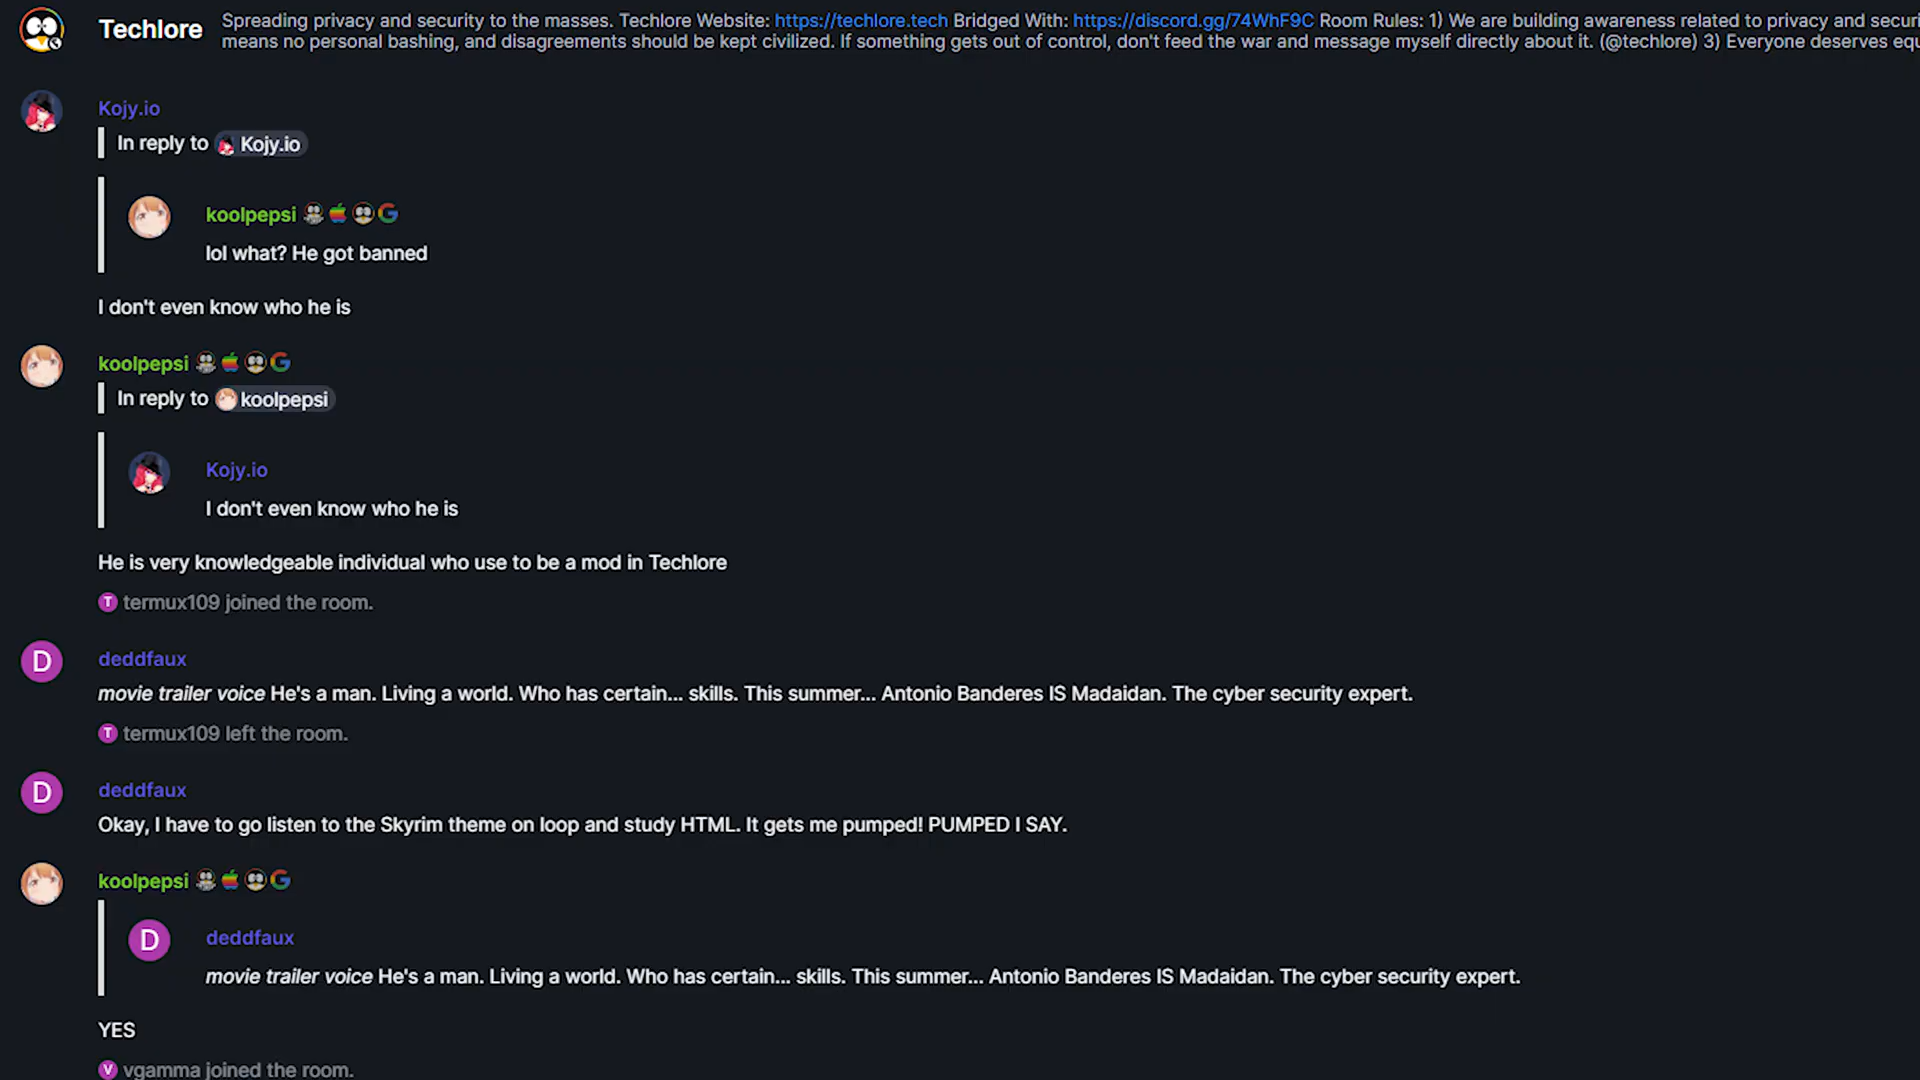 Techlore
Spreading privacy and security to the masses. Techlore Website: https://techlore.tech Bridged With: https://discord.gg/74WhF9C Room Rules: 1) We are building awareness related to privacy and securi
means no personal bashing, and disagreements should be kept civilized. If something gets out of control, don't feed the war and message myself directly about it. (@techlore) 3) Everyone deserves equ
Kojy.io
In reply to Kojy.io
koolpepsi
lol what? He got banned
I don't even know who he is
koolpepsi
In reply to koolpepsi
Kojy.io
I don't even know who he is
He is very knowledgeable individual who use to be a mod in Techlore
T termux109 joined the room.
D deddfaux
movie trailer voice He's a man. Living a world. Who has certain... skills. This summer... Antonio Banderes IS Madaidan. The cyber security expert.
T termux109 left the room.
D deddfaux
Okay, I have to go listen to the Skyrim theme on loop and study HTML. It gets me pumped! PUMPED I SAY.
koolpepsi
D deddfaux
movie trailer voice He's a man. Living a world. Who has certain... skills. This summer... Antonio Banderes IS Madaidan. The cyber security expert.
YES
V vgamma joined the room.